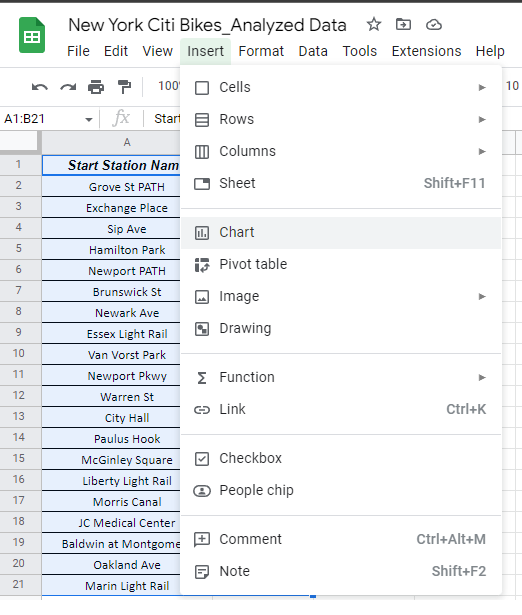 New York Citi Bikes_Analyzed Data
File Edit View Insert Format Data Tools Extensions Help
100 10
A1:B21 fx Start
A
1 Start Station Nam
2 Grove St PATH
3 Exchange Place
4 Sip Ave
5 Hamilton Park
6 Newport PATH
7 Brunswick St
8 Newark Ave
9 Essex Light Rail
10 Van Vorst Park
11 Newport Pkwy
12 Warren St
13 City Hall
14 Paulus Hook
15 McGinley Square
16 Liberty Light Rail
17 Morris Canal
18 JC Medical Center
19 Baldwin at Montgome
20 Oakland Ave
21 Marin Light Rail
Cells
Rows
Columns
Sheet Shift+F11
Chart
Pivot table
Image
Drawing
Σ Function
Link Ctrl+K
Checkbox
People chip
Comment Ctrl+Alt+M
Note Shift+F2